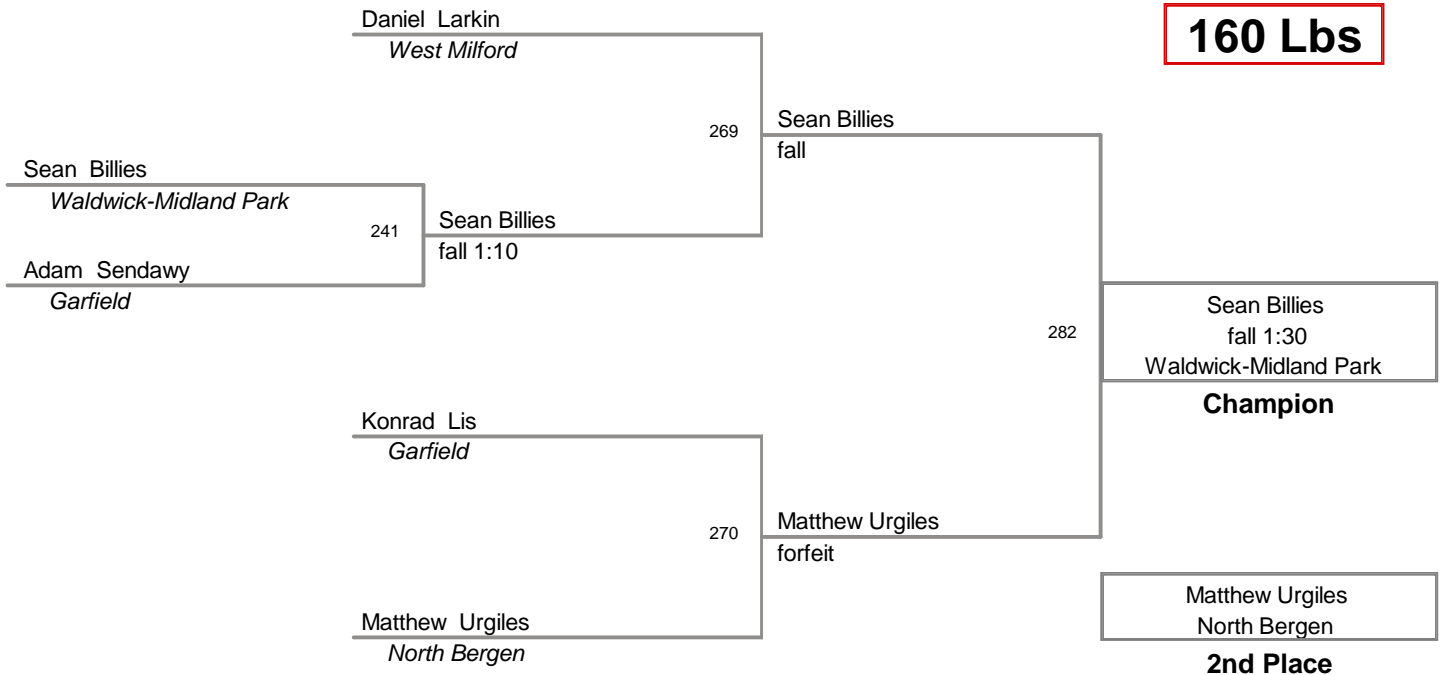 Daniel Larkin
West Milford
160 Lbs
269
Sean Billies
fall
Sean Billies
Waldwick-Midland Park
241
Sean Billies
fall 1:10
Adam Sendawy
Garfield
282
Sean Billies
fall 1:30
Waldwick-Midland Park
Champion
Konrad Lis
Garfield
270
Matthew Urgiles
forfeit
Matthew Urgiles
North Bergen
Matthew Urgiles
North Bergen
2nd Place